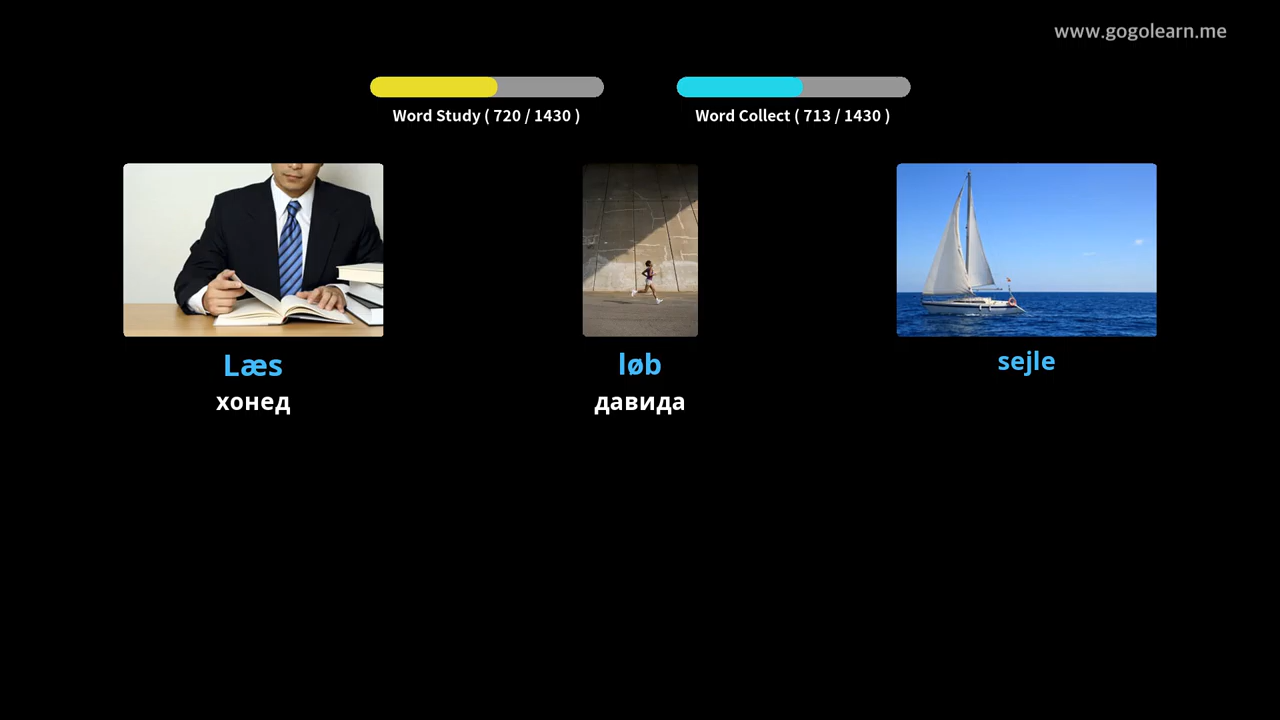 www.gogolearn.me
Word Study ( 720 / 1430 )
Word Collect ( 713 / 1430 )
Læs
løb
sejle
хонед
давида